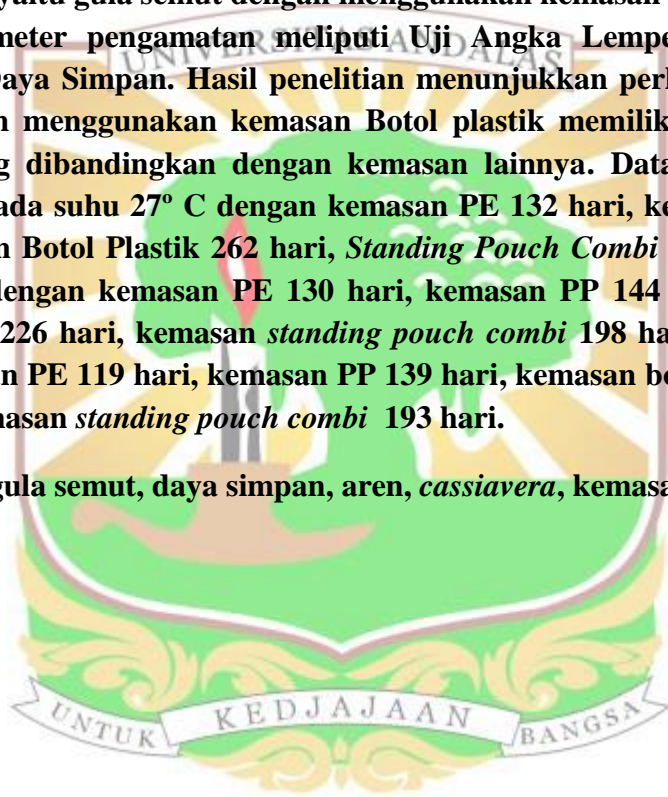 yaitu gula semut dengan menggunakan kemasan
meter pengamatan meliputi Uji Angka Lempe
Daya Simpan. Hasil penelitian menunjukkan perl
n menggunakan kemasan Botol plastik memilik
g dibandingkan dengan kemasan lainnya. Data
ada suhu 27º C dengan kemasan PE 132 hari, ke
n Botol Plastik 262 hari, Standing Pouch Combi
dengan kemasan PE 130 hari, kemasan PP 144
226 hari, kemasan standing pouch combi 198 ha
n PE 119 hari, kemasan PP 139 hari, kemasan bo
masan standing pouch combi 193 hari.
gula semut, daya simpan, aren, cassiavera, kemasa
UNIVERSITAS ANDALAS
UNTUK KEDJAJAAN BANGSA